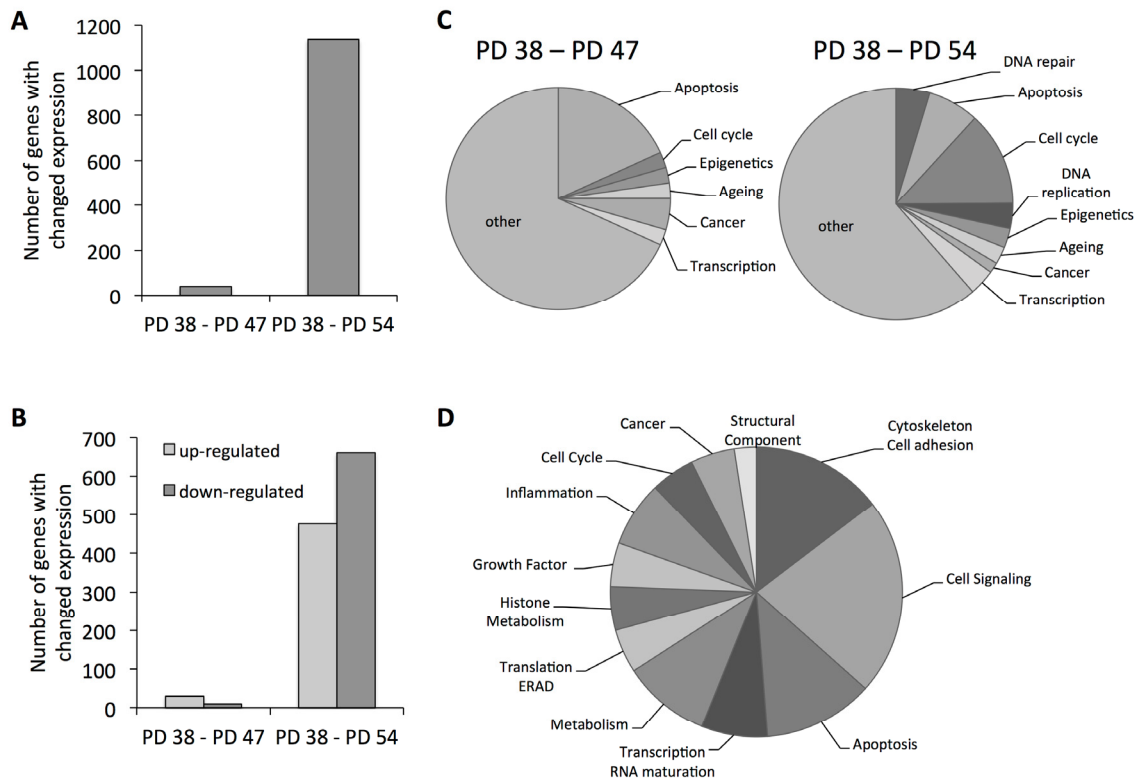 A
Number of genes with
changed expression
1200
1000
800
600
400
200
0
PD 38 - PD 47
PD 38 - PD 54
B
Number of genes with
changed expression
700
600
500
400
300
200
100
0
up-regulated
down-regulated
PD 38 - PD 47
PD 38 - PD 54
C
PD 38 – PD 47
Apoptosis
Cell cycle
Epigenetics
Ageing
Cancer
Transcription
other
PD 38 – PD 54
DNA repair
Apoptosis
Cell cycle
DNA
replication
Epigenetics
Ageing
Cancer
Transcription
other
D
Structural
Component
Cytoskeleton
Cell adhesion
Cell Signaling
Apoptosis
Transcription
RNA maturation
Metabolism
Translation
ERAD
Histone
Metabolism
Growth Factor
Inflammation
Cell Cycle
Cancer